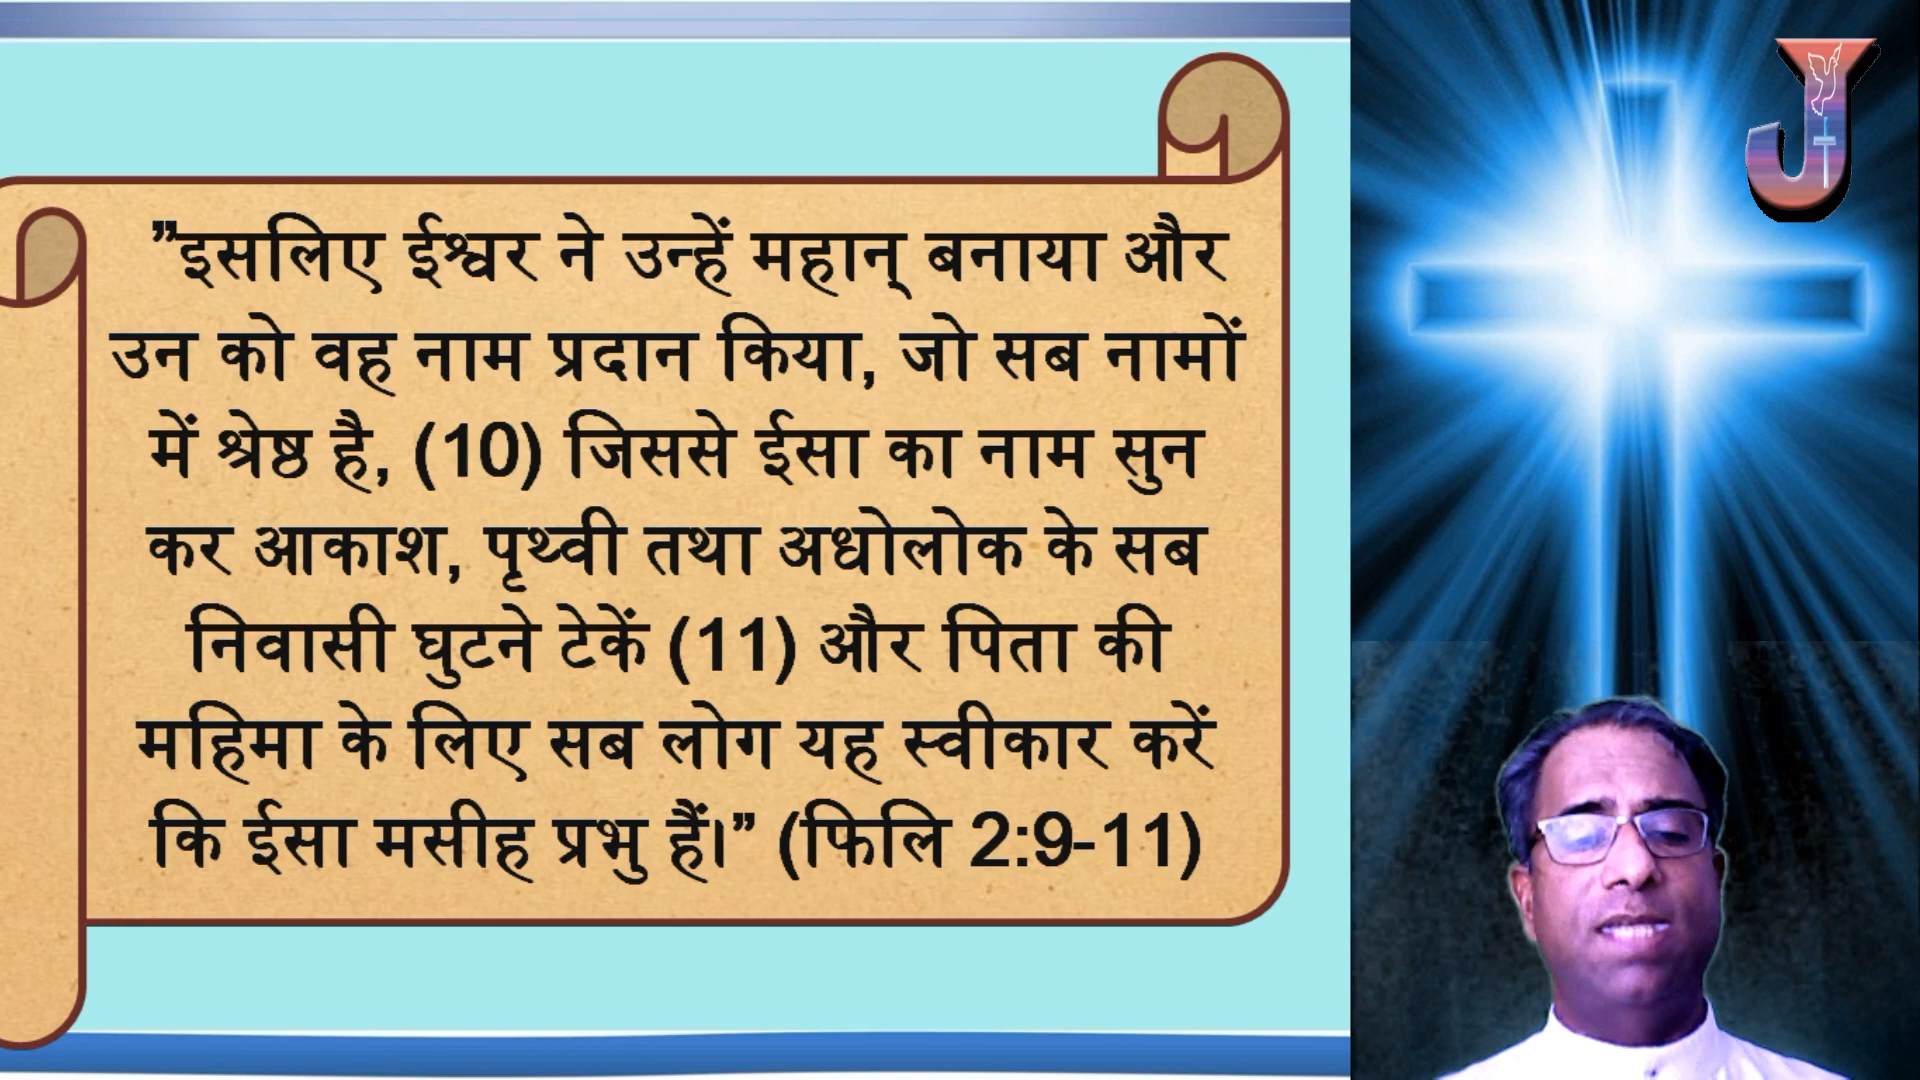 "इसलिए ईश्वर ने उन्हें महान् बनाया और
उन को वह नाम प्रदान किया, जो सब नामों
में श्रेष्ठ है, (10) जिससे ईसा का नाम सुन
कर आकाश, पृथ्वी तथा अधोलोक के सब
निवासी घुटने टेकें (11) और पिता की
महिमा के लिए सब लोग यह स्वीकार करें
कि ईसा मसीह प्रभु हैं।” (फिलि 2:9-11)
J